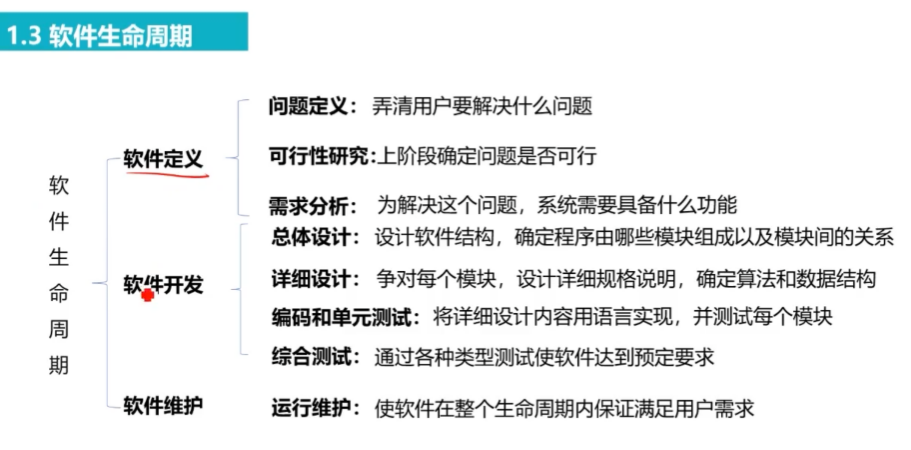 1.3 软件生命周期
软件生命周期
软件定义
问题定义： 弄清用户要解决什么问题
可行性研究：上阶段确定问题是否可行
需求分析： 为解决这个问题，系统需要具备什么功能
软件开发
总体设计： 设计软件结构，确定程序由哪些模块组成以及模块间的关系
详细设计： 争对每个模块，设计详细规格说明，确定算法和数据结构
编码和单元测试：将详细设计内容用语言实现，并测试每个模块
综合测试： 通过各种类型测试使软件达到预定要求
软件维护
运行维护： 使软件在整个生命周期内保证满足用户需求